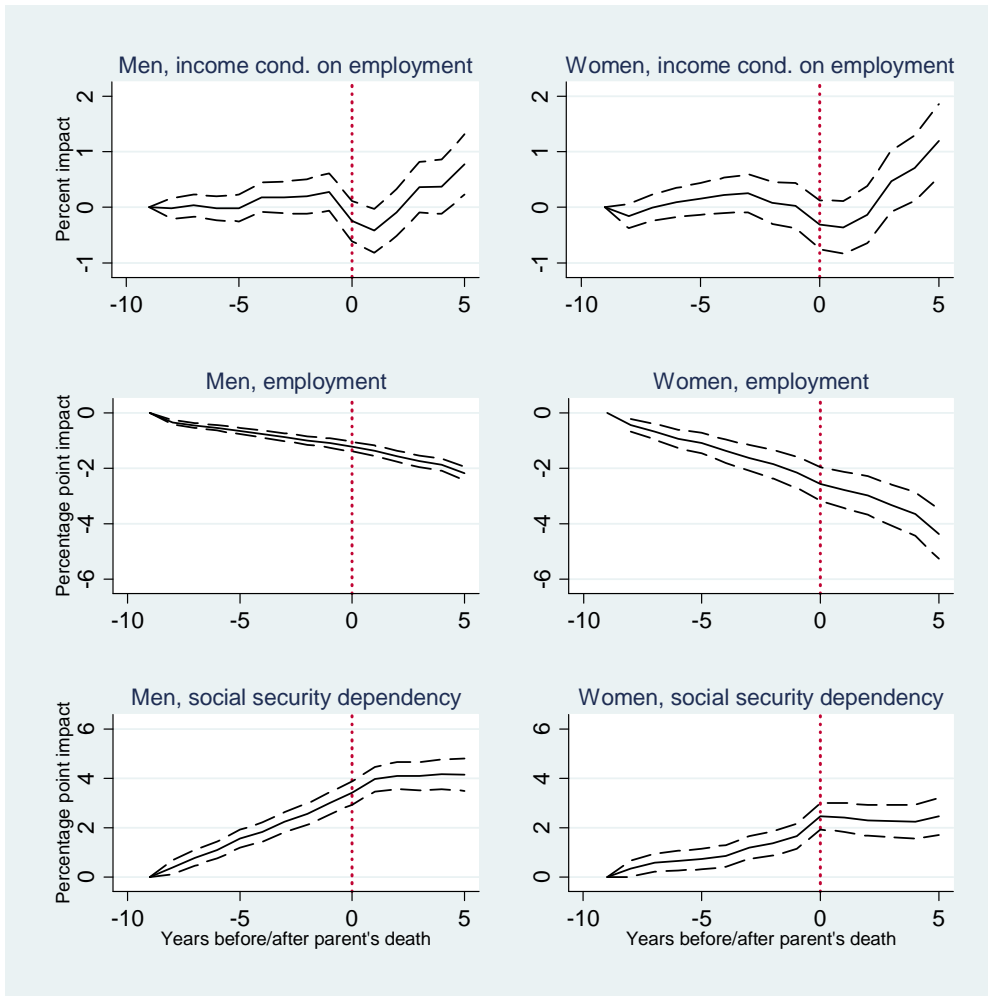 Men, income cond. on employment
Percent impact
2
1
0
-1
-10 -5 0 5
Women, income cond. on employment
2
1
0
-1
-10 -5 0 5
Men, employment
Percentage point impact
0
-2
-4
-6
-10 -5 0 5
Women, employment
0
-2
-4
-6
-10 -5 0 5
Men, social security dependency
Percentage point impact
6
4
2
0
-10 -5 0 5
Years before/after parent's death
Women, social security dependency
6
4
2
0
-10 -5 0 5
Years before/after parent's death